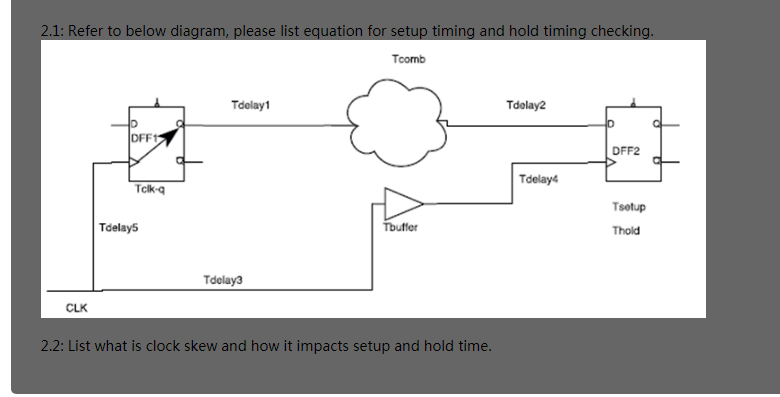 2.1: Refer to below diagram, please list equation for setup timing and hold timing checking.
Tcomb
Tdelay1
Tdelay2
D
Q
DFF1
Q
Tclk-q
D
Q
DFF2
Q
Tdelay4
Tsetup
Thold
Tdelay5
Tbuffer
Tdelay3
CLK
2.2: List what is clock skew and how it impacts setup and hold time.